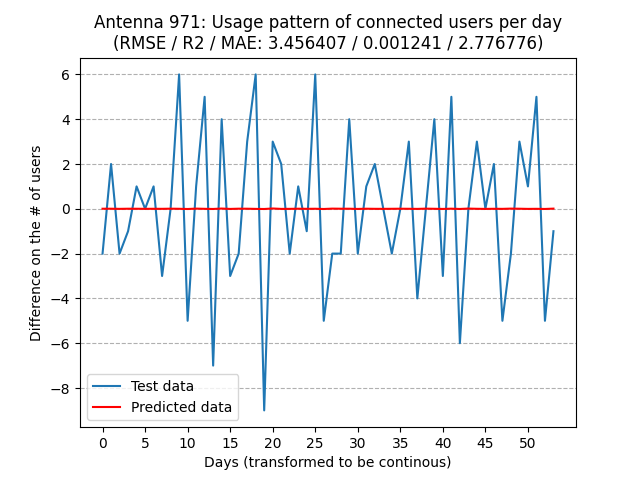 Antenna 971: Usage pattern of connected users per day
(RMSE / R2 / MAE: 3.456407 / 0.001241 / 2.776776)
Difference on the # of users
6
4
2
0
−2
−4
−6
−8
Test data
Predicted data
0 5 10 15 20 25 30 35 40 45 50
Days (transformed to be continous)